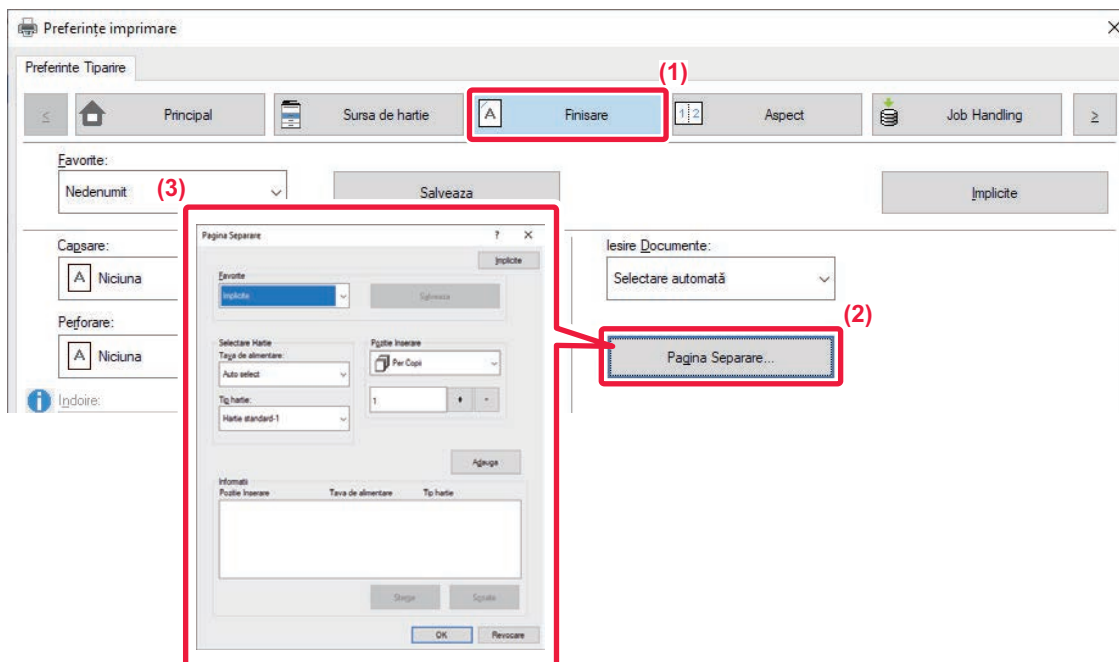 Preferințe imprimare
Preferinte Tiparire
(1)
Principal
Sursa de hartie
Finisare
Aspect
Job Handling
Favorite:
Nedenumit
(3)
Salveaza
Implicite
Pagina Separare
Implicite
Favorite
Implicite
Salveaza
Selectare Hartie
Tava de alimentare:
Auto select
Tip hartie:
Hartie standard-1
Pozitie Inserare
Per Copii
1
+ -
Adauga
Informatii
Pozitie Inserare Tava de alimentare Tip hartie
Sterge
OK
Revocare
Capsare:
Niciuna
Perforare:
Niciuna
Indoire:
Iesire Documente:
Selectare automată
(2)
Pagina Separare...